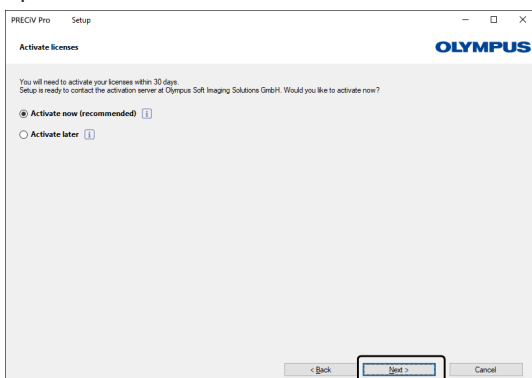 PRECiV Pro Setup
Activate licenses
OLYMPUS
You will need to activate your licenses within 30 days.
Setup is ready to contact the activation server at Olympus Soft Imaging Solutions GmbH. Would you like to activate now?
Activate now (recommended) i
Activate later i
< Back Next > Cancel